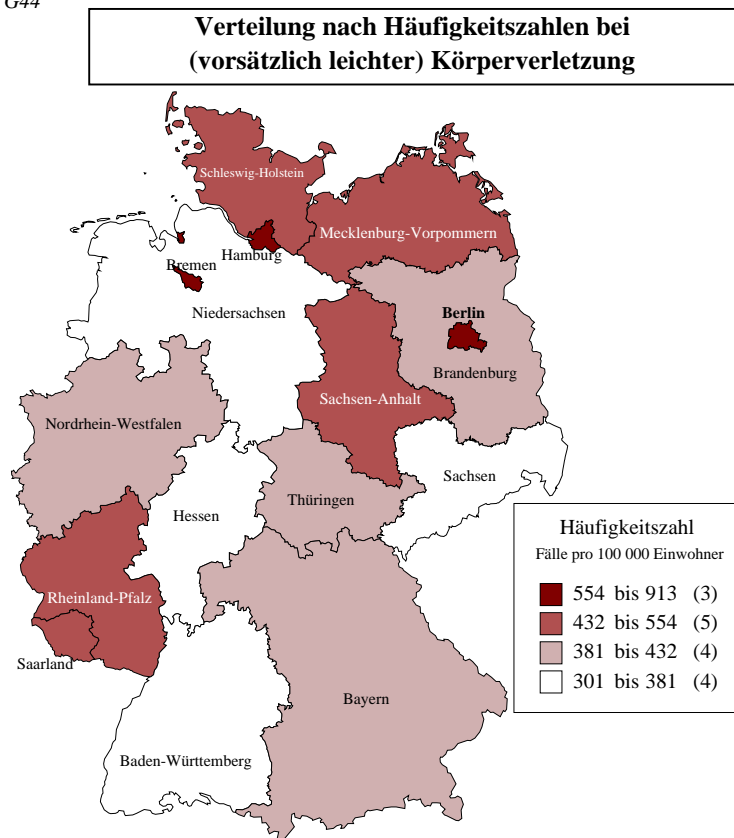 G44
Verteilung nach Häufigkeitszahlen bei
(vorsätzlich leichter) Körperverletzung
Schleswig-Holstein
Mecklenburg-Vorpommern
Hamburg
Bremen
Niedersachsen
Berlin
Brandenburg
Sachsen-Anhalt
Nordrhein-Westfalen
Sachsen
Thüringen
Hessen
Rheinland-Pfalz
Saarland
Bayern
Baden-Württemberg
Häufigkeitszahl
Fälle pro 100 000 Einwohner
554 bis 913 (3)
432 bis 554 (5)
381 bis 432 (4)
301 bis 381 (4)